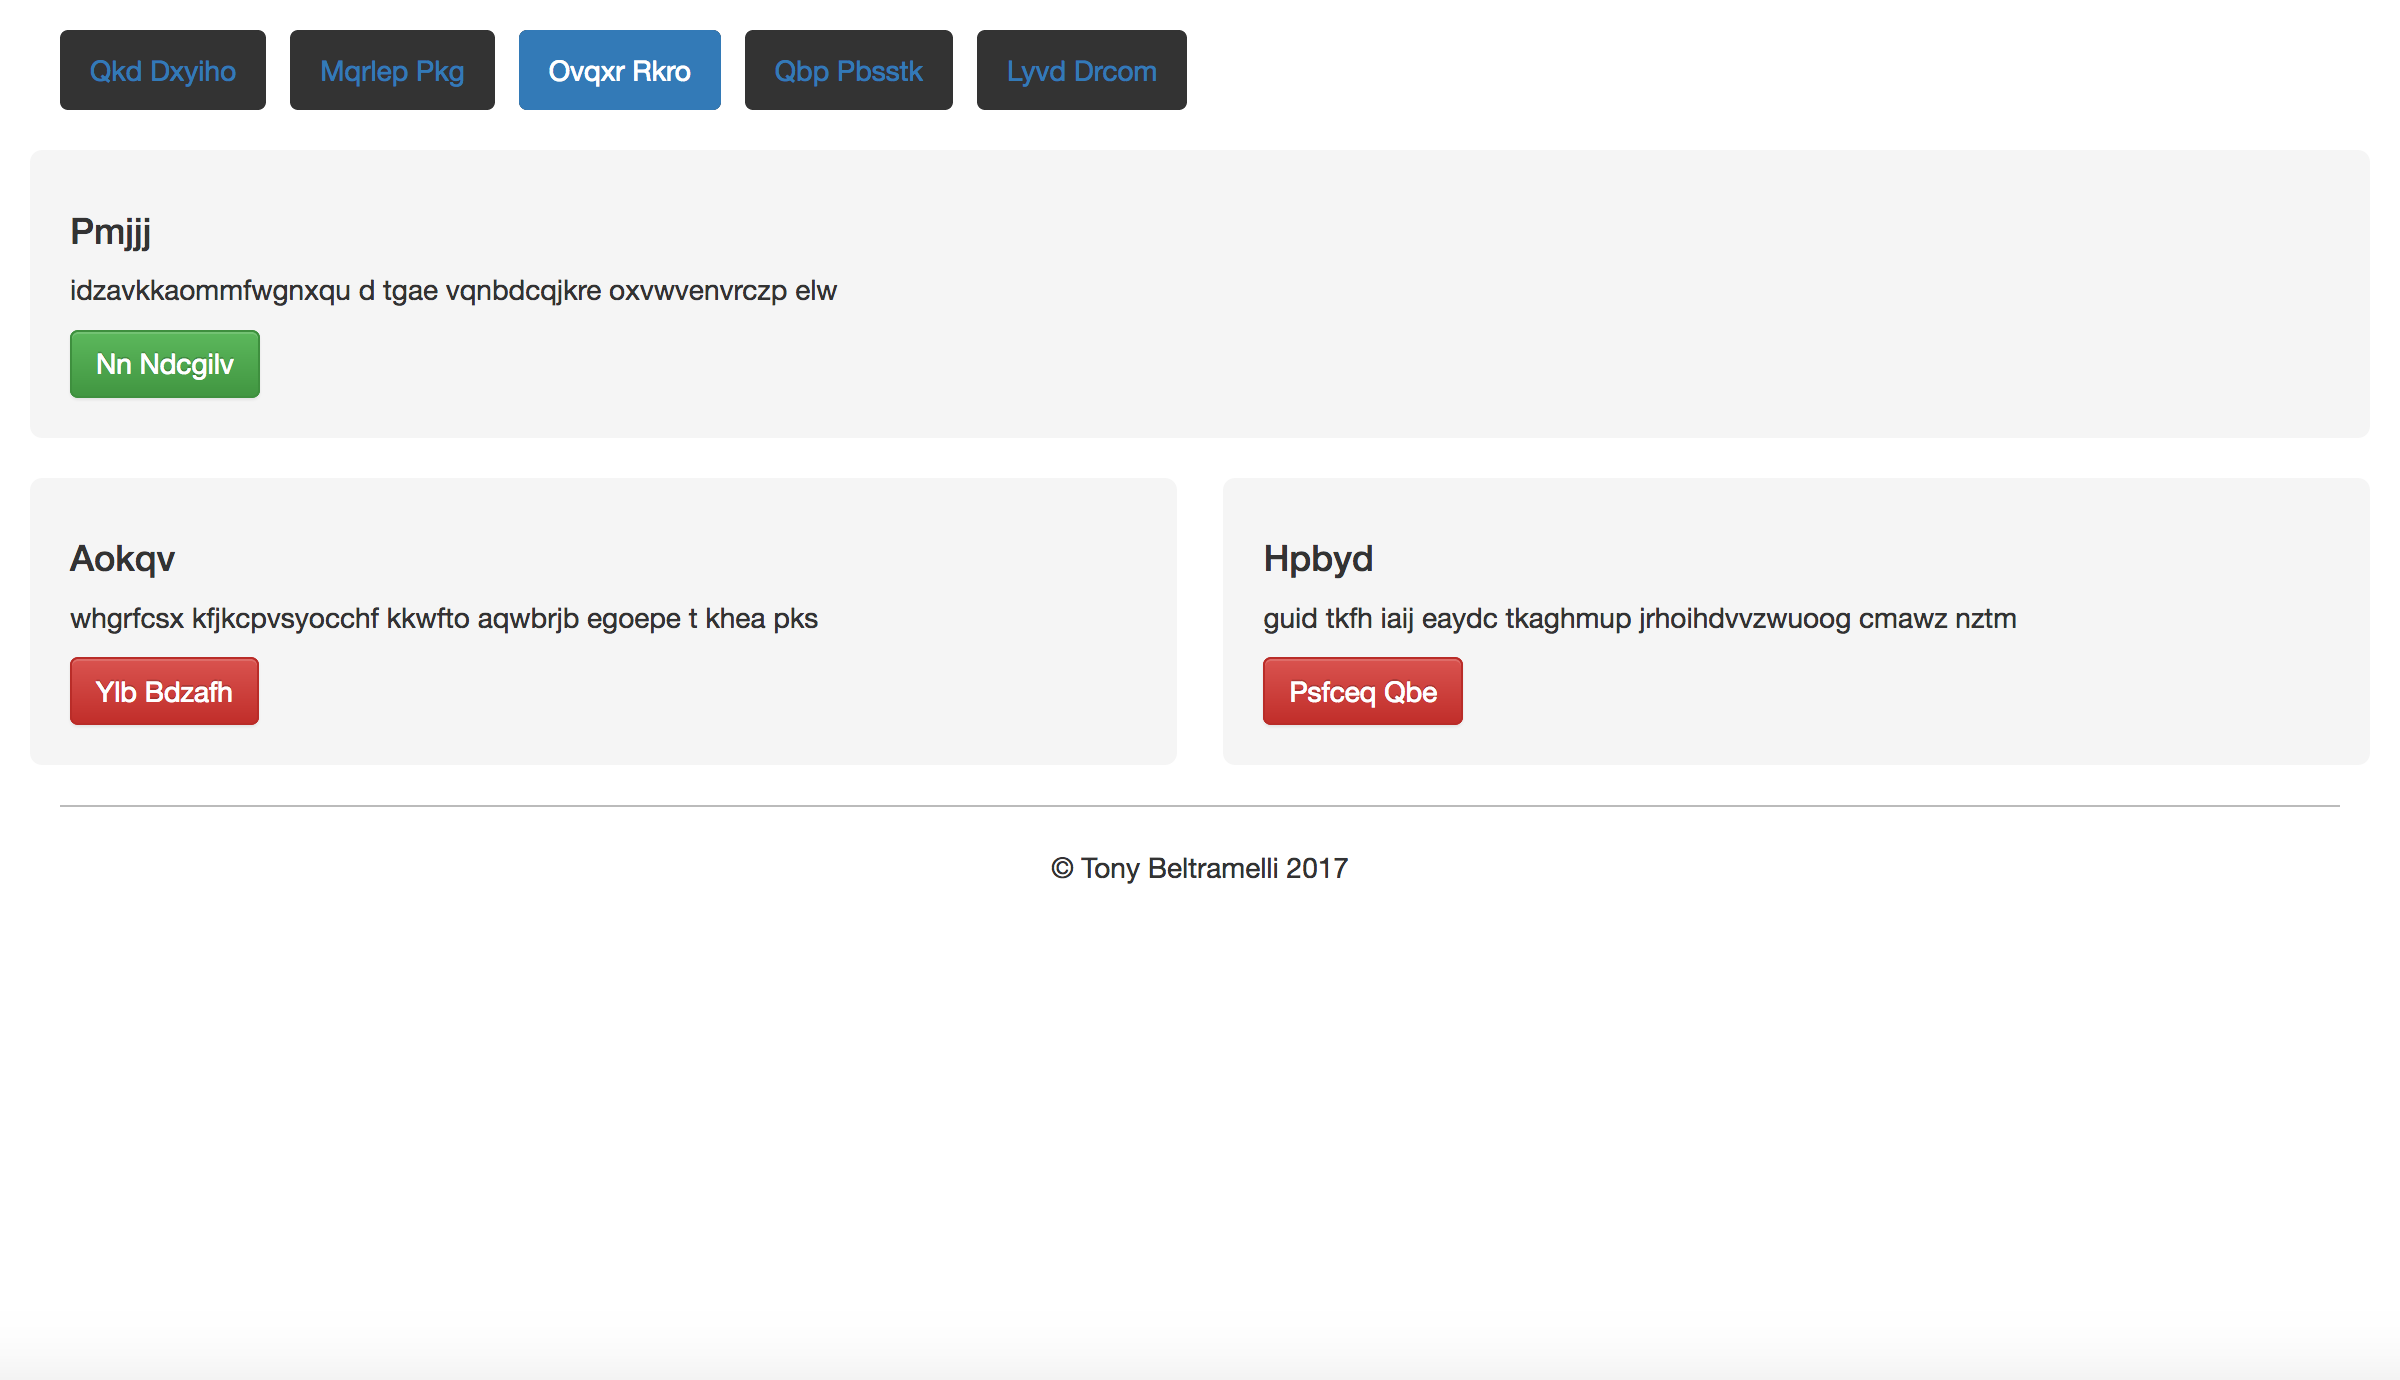 Qkd Dxyiho Mqrlep Pkg Ovqxr Rkro Qbp Pbsstk Lyvd Drcom
Pmjjj
idzavkkaommfwgnxqu d tgae vqnbdcqjkre oxvwvenvrczp elw
Nn Ndcgilv
Aokqv
whgrfcsx kfjkcpvsyocchf kkwfto aqwbrjb egoepe t khea pks
Ylb Bdzafh
Hpbyd
guid tkfh iaij eaydc tkaghmup jrhoihdvvzwuoog cmawz nztm
Psfceq Qbe
© Tony Beltramelli 2017